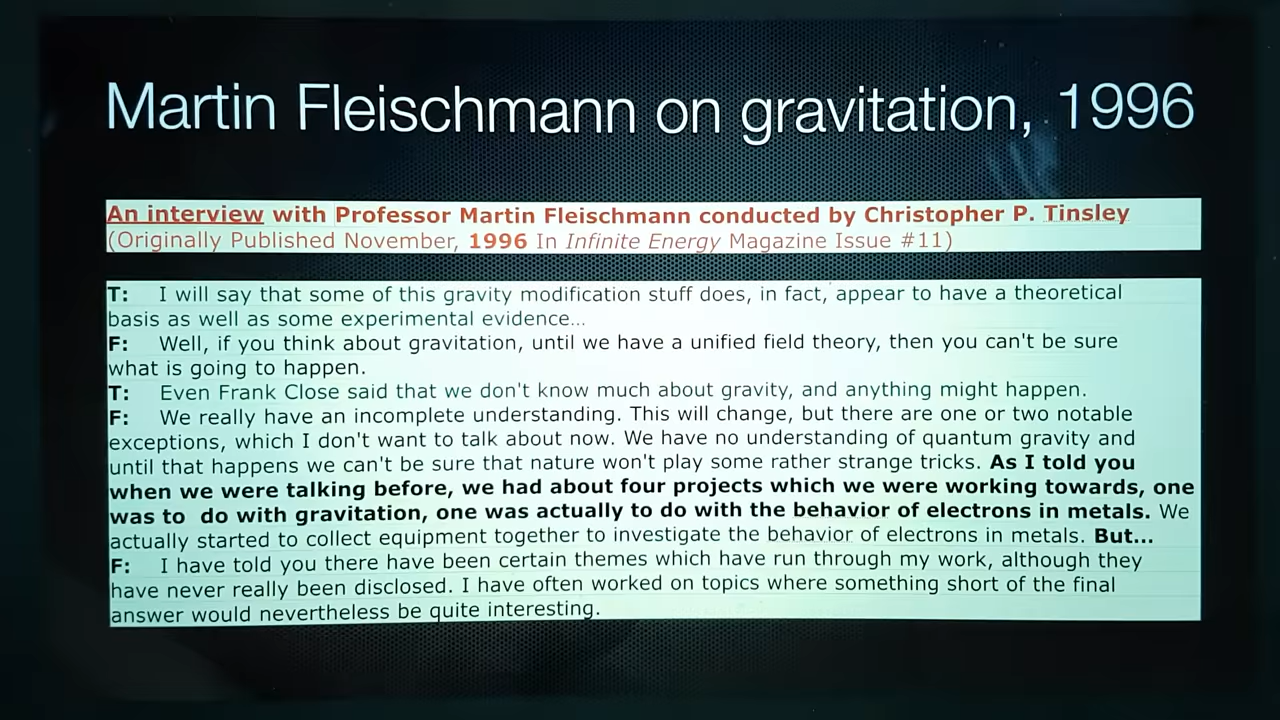 Martin Fleischmann on gravitation, 1996
An interview with Professor Martin Fleischmann conducted by Christopher P. Tinsley
(Originally Published November, 1996 In Infinite Energy Magazine Issue #11)
T: I will say that some of this gravity modification stuff does, in fact, appear to have a theoretical
basis as well as some experimental evidence...
F: Well, if you think about gravitation, until we have a unified field theory, then you can't be sure
what is going to happen.
T: Even Frank Close said that we don't know much about gravity, and anything might happen.
F: We really have an incomplete understanding. This will change, but there are one or two notable
exceptions, which I don't want to talk about now. We have no understanding of quantum gravity and
until that happens we can't be sure that nature won't play some rather strange tricks. As I told you
when we were talking before, we had about four projects which we were working towards, one
was to do with gravitation, one was actually to do with the behavior of electrons in metals. We
actually started to collect equipment together to investigate the behavior of electrons in metals. But...
F: I have told you there have been certain themes which have run through my work, although they
have never really been disclosed. I have often worked on topics where something short of the final
answer would nevertheless be quite interesting.